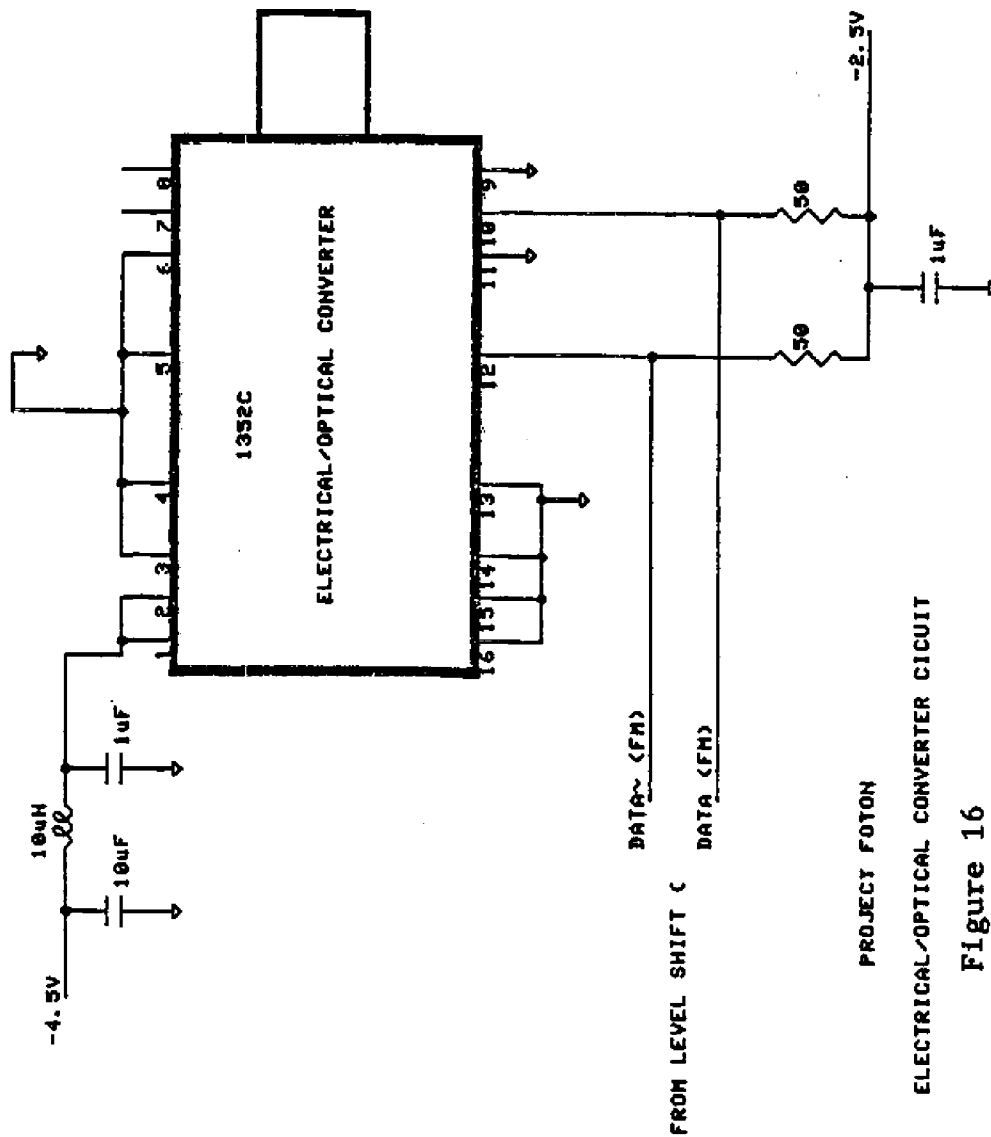 -4.5V
10uH
10uF
1uF
1 2 3 4 5 6 7 8
1352C
ELECTRICAL/OPTICAL CONVERTER
16 15 14 13 12 11 10 9
DATA~ (FM)
FROM LEVEL SHIFT (
DATA (FM)
50
50
-2.5V
1uF
PROJECT FOTON
ELECTRICAL/OPTICAL CONVERTER CICUIT
Figure 16